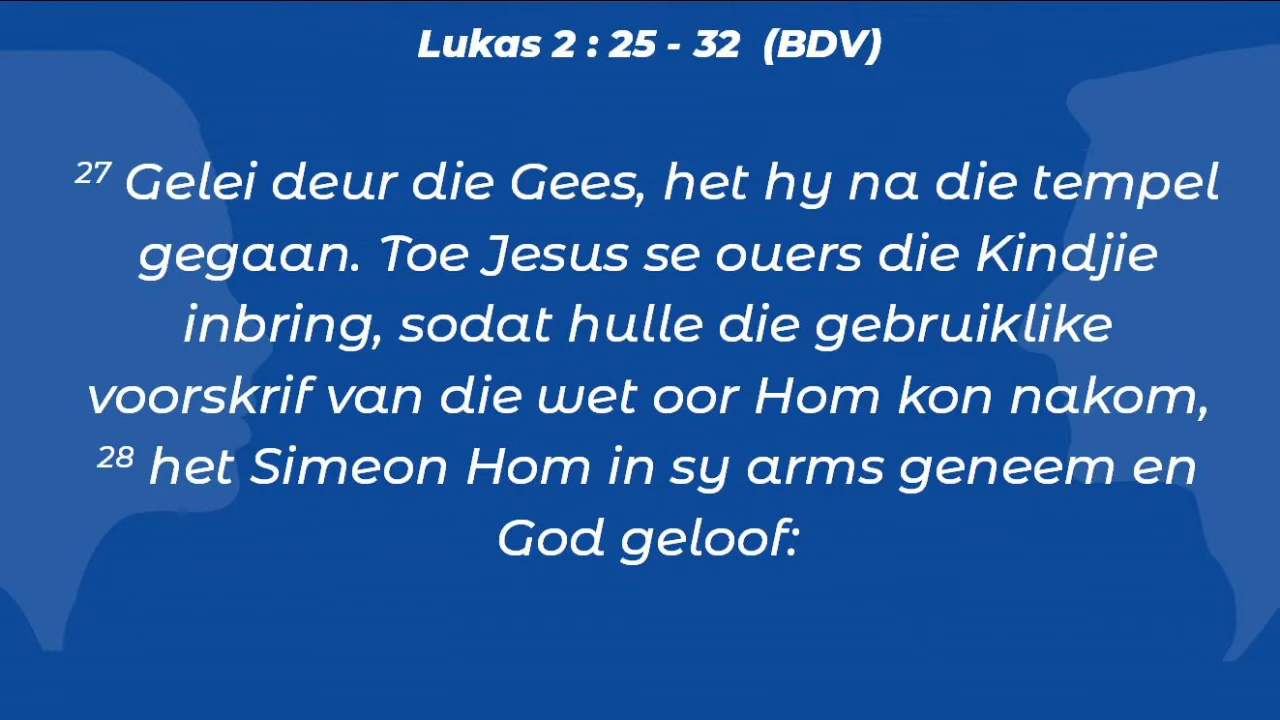 Lukas 2 : 25 - 32 (BDV)
27 Gelei deur die Gees, het hy na die tempel
gegaan. Toe Jesus se ouers die Kindjie
inbring, sodat hulle die gebruiklike
voorskrif van die wet oor Hom kon nakom,
28 het Simeon Hom in sy arms geneem en
God geloof: